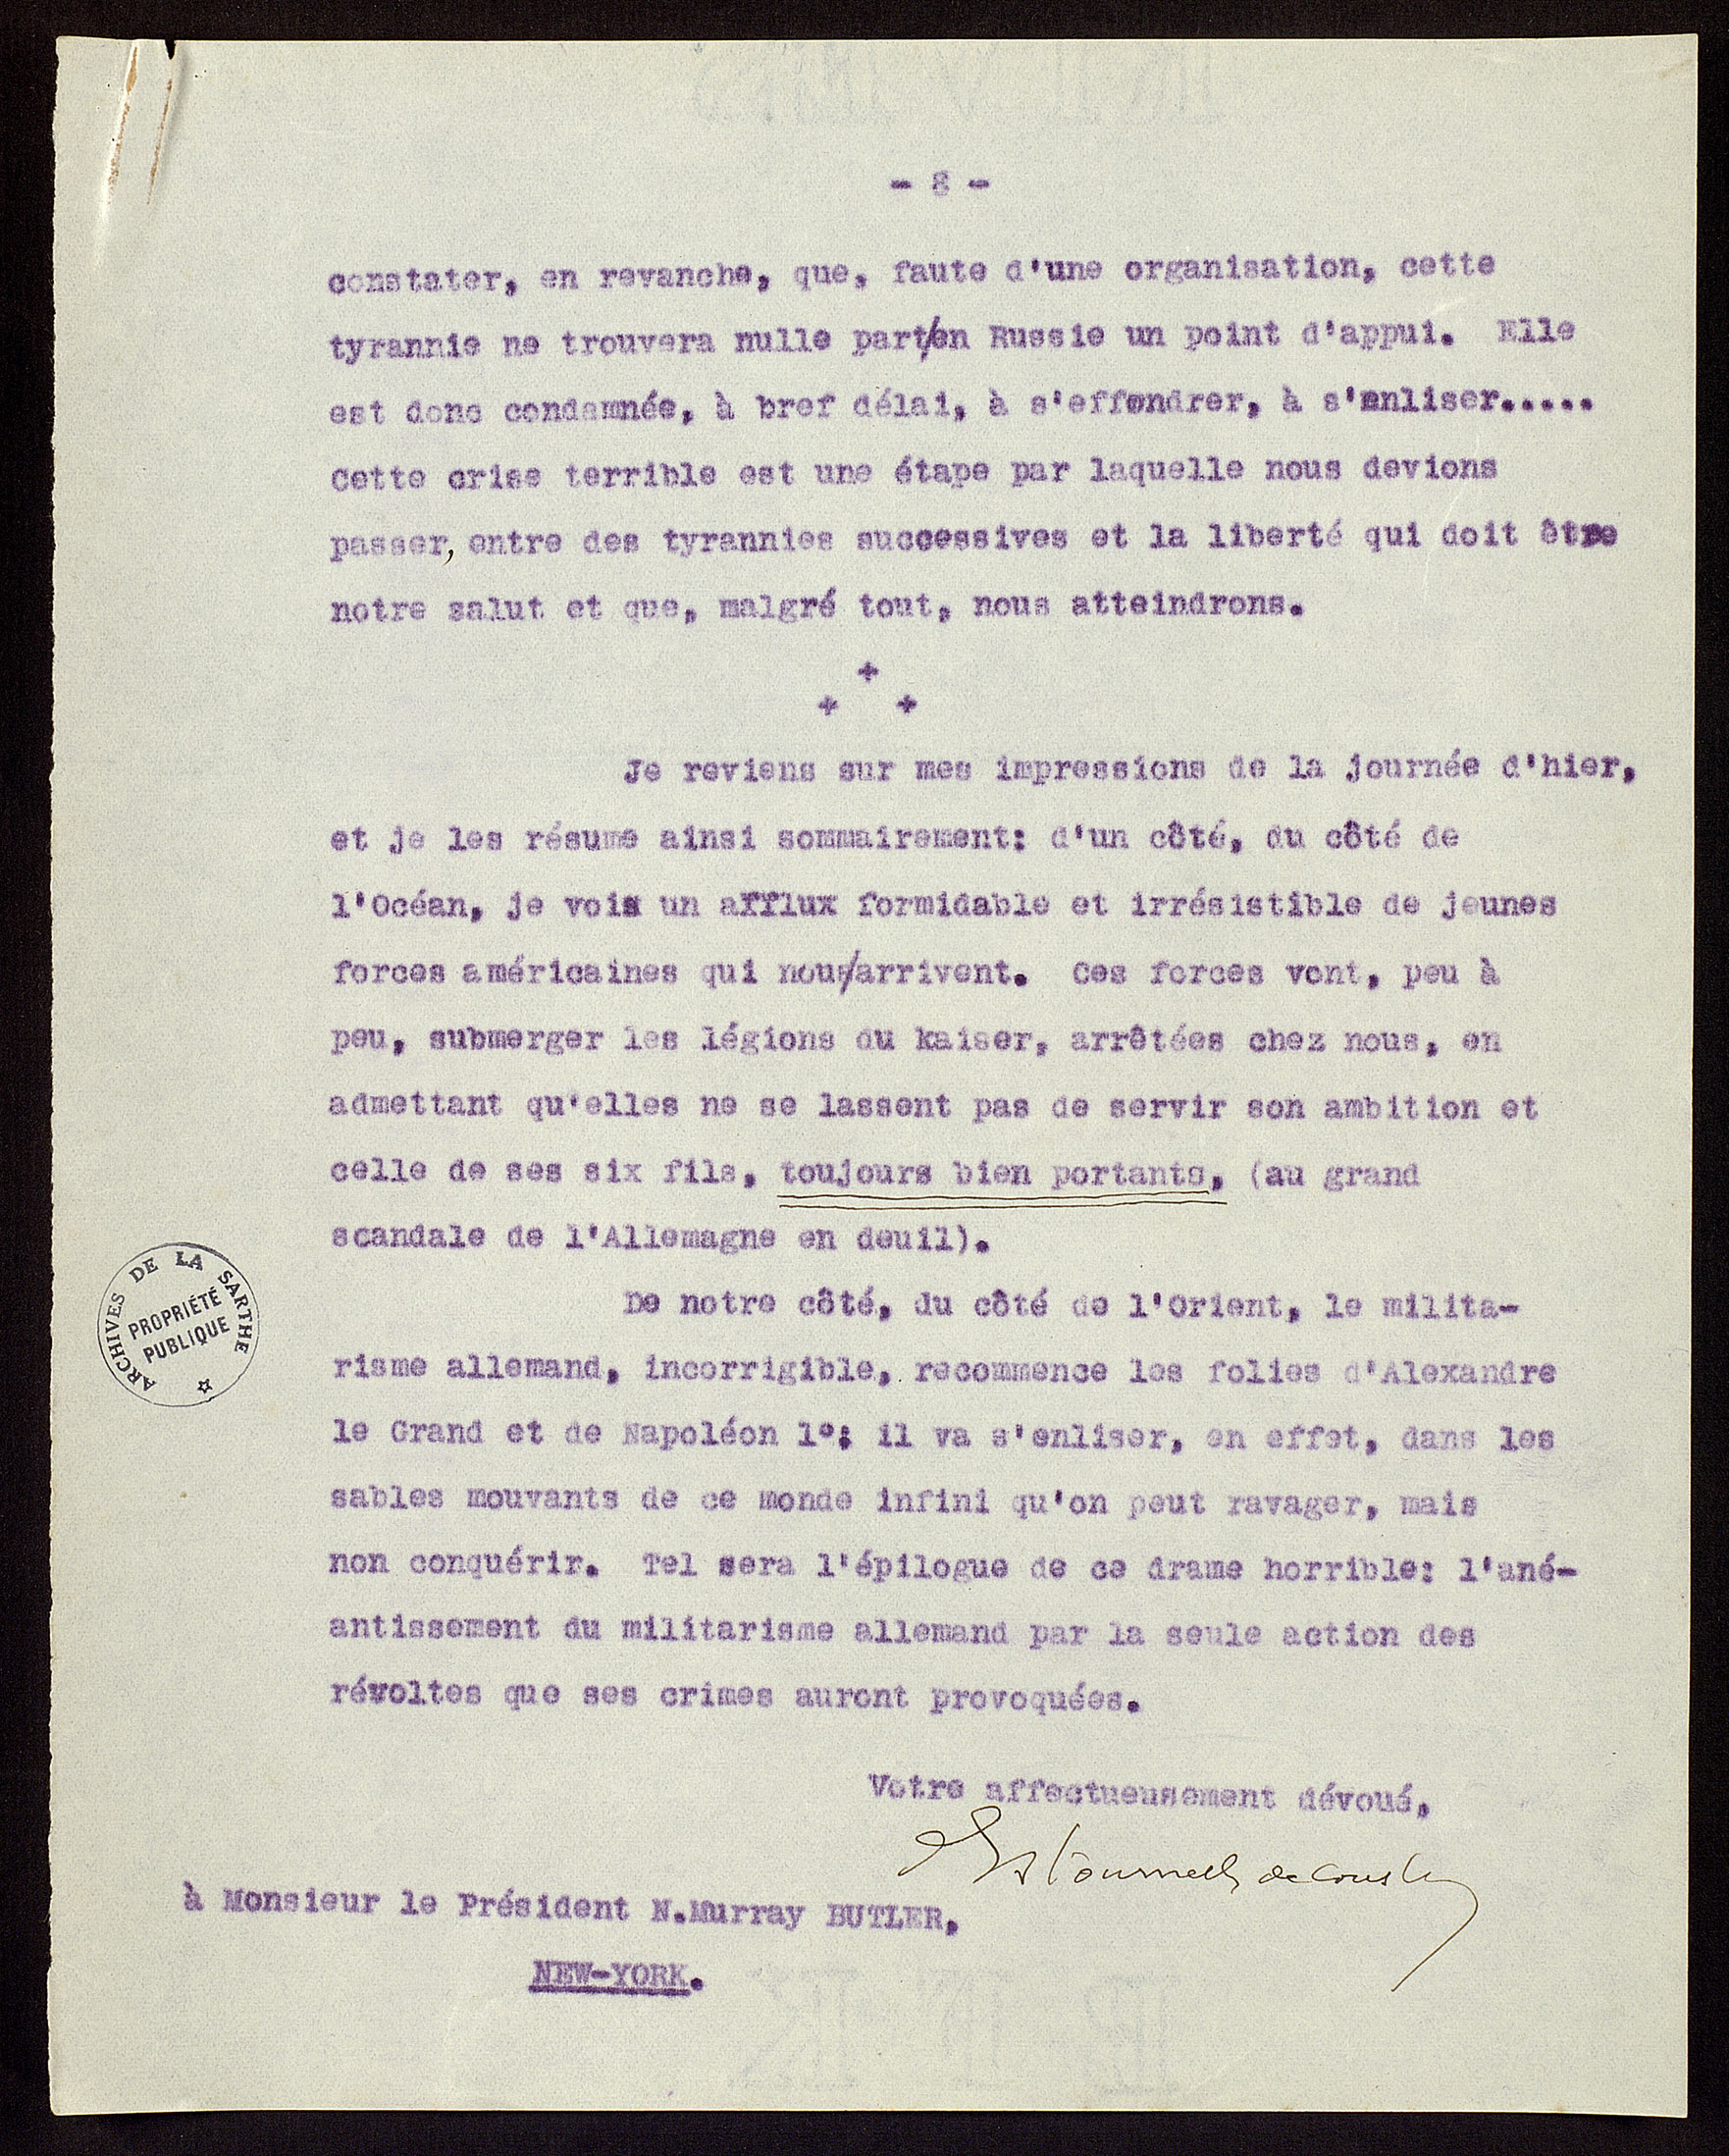 - 8 -
constater, en revanche, que, faute d'une organisation, cette
tyrannie ne trouvera nulle part/en Russie un point d'appui. Elle
est donc condamnée, à bref délai, à s'effondrer, à s'enliser.....
Cette crise terrible est une étape par laquelle nous devions
passer, entre des tyrannies successives et la liberté qui doit être
notre salut et que, malgré tout, nous atteindrons.
+
+ +
Je reviens sur mes impressions de la journée d'hier,
et je les résume ainsi sommairement: d'un côté, du côté de
l'Océan, je vois un afflux formidable et irrésistible de jeunes
forces américaines qui nous/arrivent. Ces forces vont, peu à
peu, submerger les légions du kaiser, arrêtées chez nous, en
admettant qu'elles ne se lassent pas de servir son ambition et
celle de ses six fils, toujours bien portants, (au grand
scandale de l'Allemagne en deuil).
De notre côté, du côté de l'Orient, le milita-
risme allemand, incorrigible, recommence les folies d'Alexandre
le Grand et de Napoléon 1°; il va s'enliser, en effet, dans les
sables mouvants de ce monde infini qu'on peut ravager, mais
non conquérir. Tel sera l'épilogue de ce drame horrible: l'ané-
antissement du militarisme allemand par la seule action des
révoltes que ses crimes auront provoquées.
Votre affectueusement dévoué,
d'Estournelles de Constant
à Monsieur le Président N.Murray BUTLER,
NEW-YORK.
ARCHIVES DE LA SARTHE
PROPRIÉTÉ
PUBLIQUE